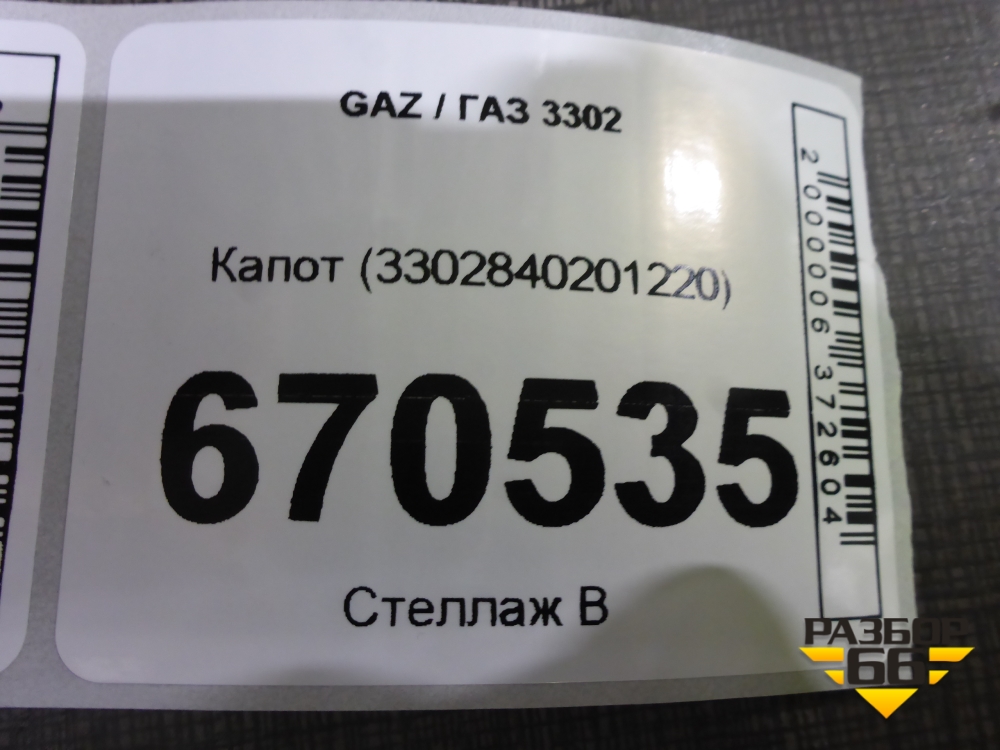 GAZ / ГАЗ 3302
Капот (3302840201220)
670535
Стеллаж В
2000006372604
РАЗБОР
66